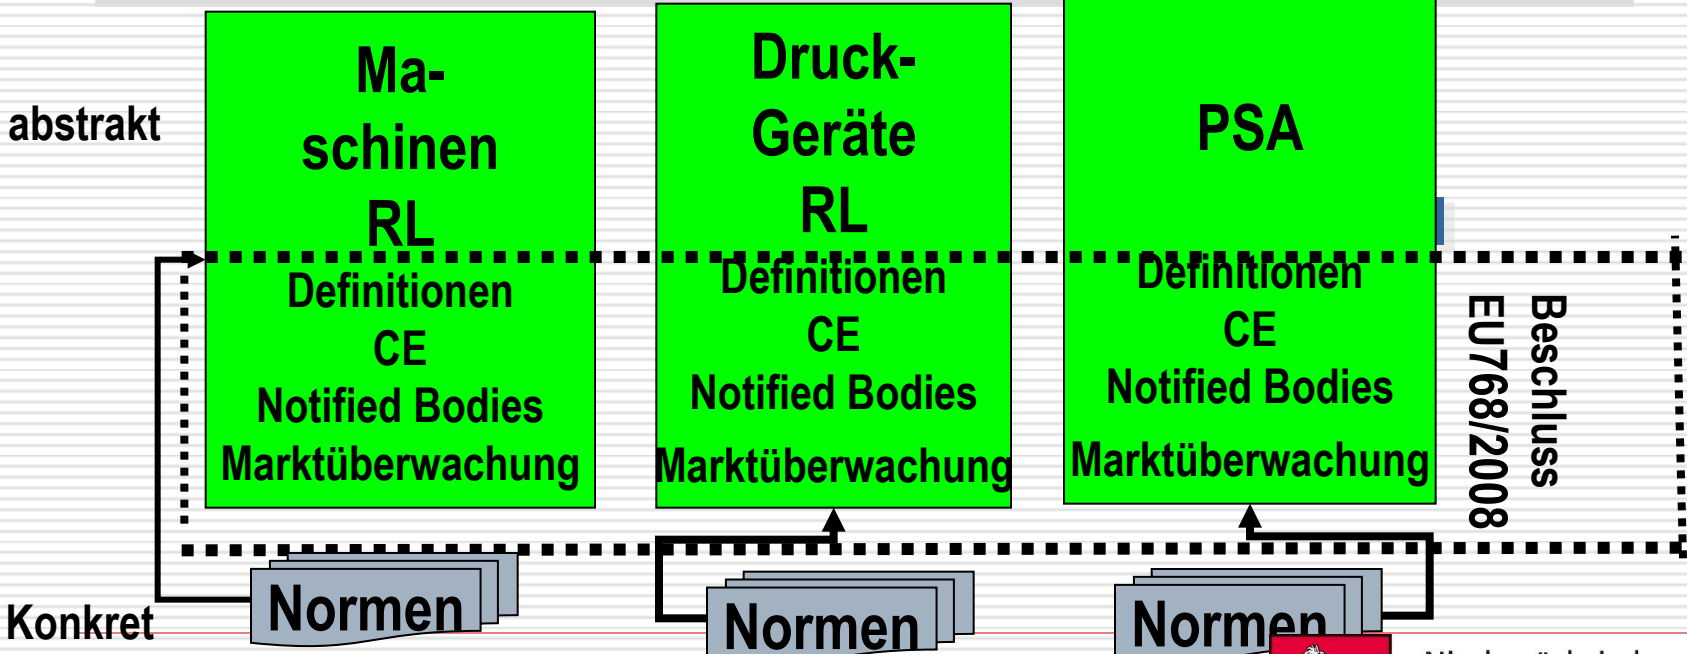 abstrakt
Ma-
schinen
RL
Definitionen
CE
Notified Bodies
Marktüberwachung
Druck-
Geräte
RL
Definitionen
CE
Notified Bodies
Marktüberwachung
PSA
Definitionen
CE
Notified Bodies
Marktüberwachung
Beschluss
EU768/2008
Konkret
Normen
Normen
Normen